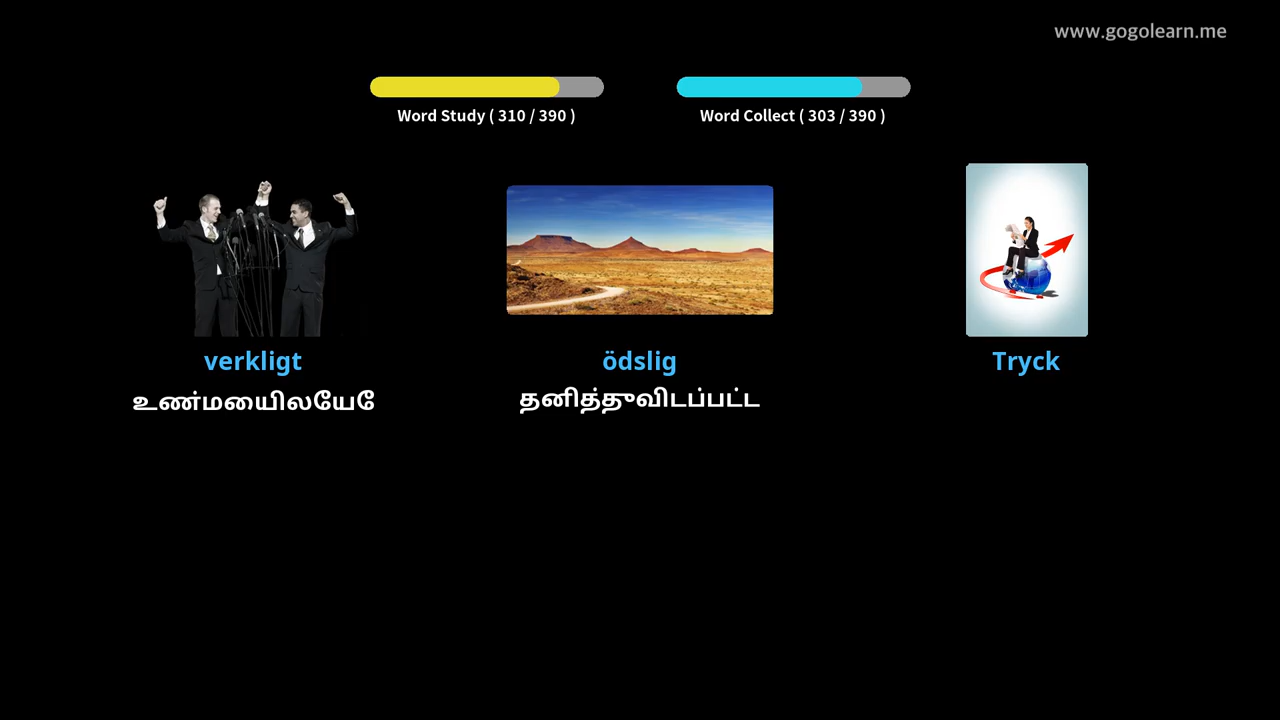 www.gogolearn.me
Word Study ( 310 / 390 )
Word Collect ( 303 / 390 )
verkligt
ödslig
Tryck
உண்மயிைலயேே
தனித்துவிடப்பட்ட